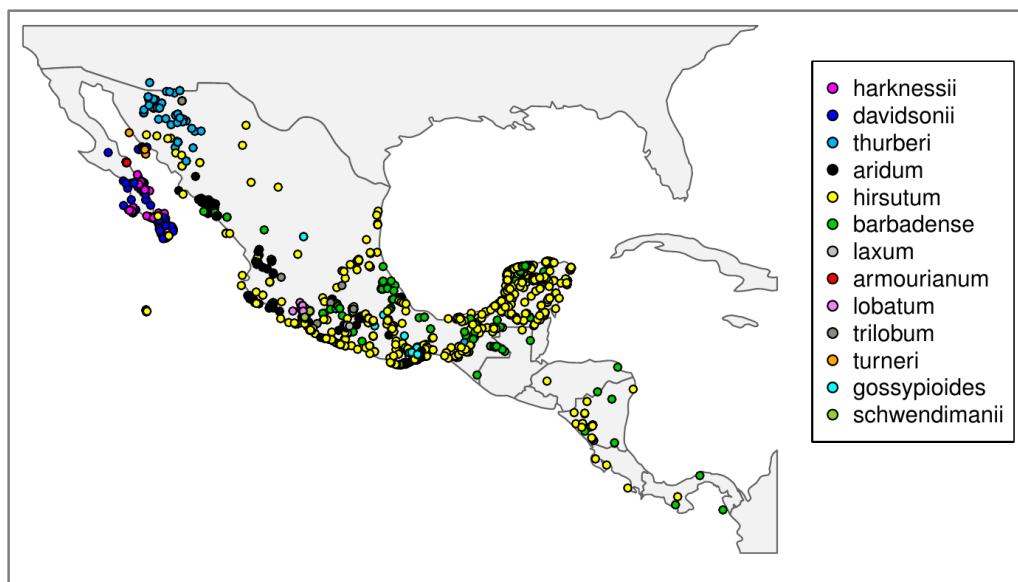 harknessii
davidsonii
thurberi
aridum
hirsutum
barbadense
laxum
armourianum
lobatum
trilobum
turneri
gossypioides
schwendimanii